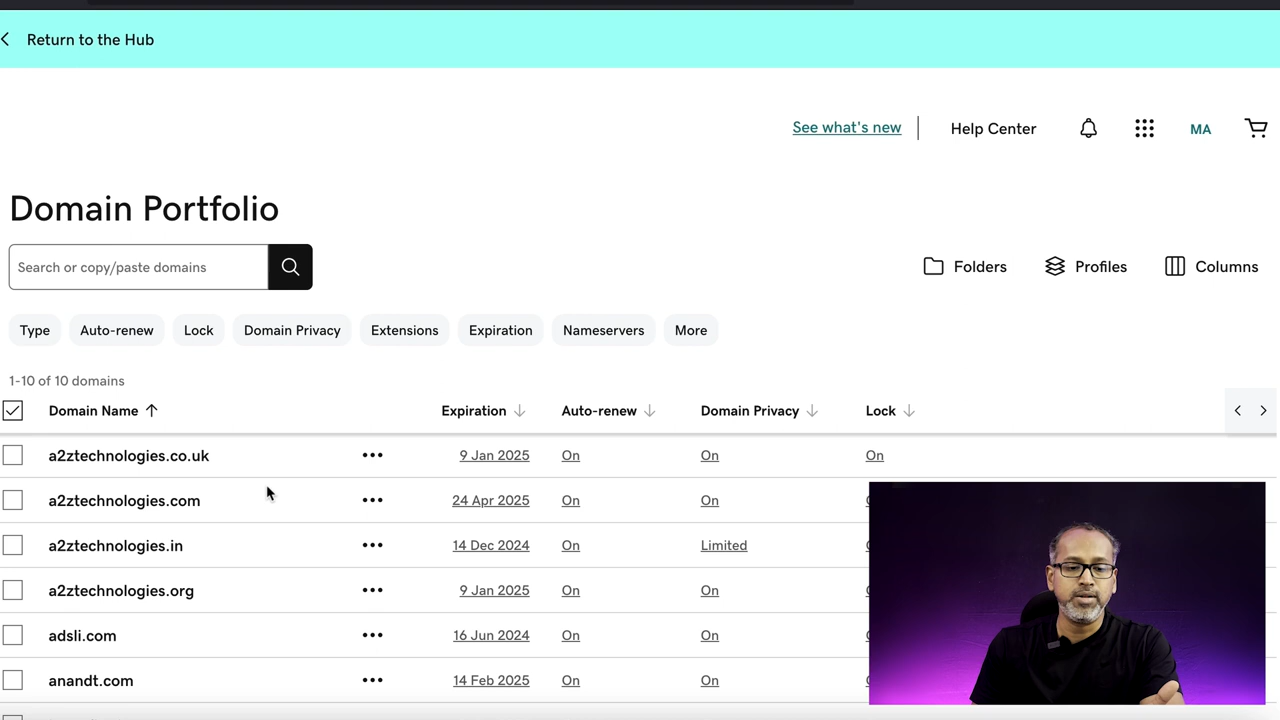 Return to the Hub
See what's new
Help Center
MA
Domain Portfolio
Search or copy/paste domains
Folders
Profiles
Columns
Type
Auto-renew
Lock
Domain Privacy
Extensions
Expiration
Nameservers
More
1-10 of 10 domains
Domain Name Expiration Auto-renew Domain Privacy Lock
a2ztechnologies.co.uk 9 Jan 2025 On On On
a2ztechnologies.com 24 Apr 2025 On On
a2ztechnologies.in 14 Dec 2024 On Limited
a2ztechnologies.org 9 Jan 2025 On On
adsli.com 16 Jun 2024 On On
anandt.com 14 Feb 2025 On On